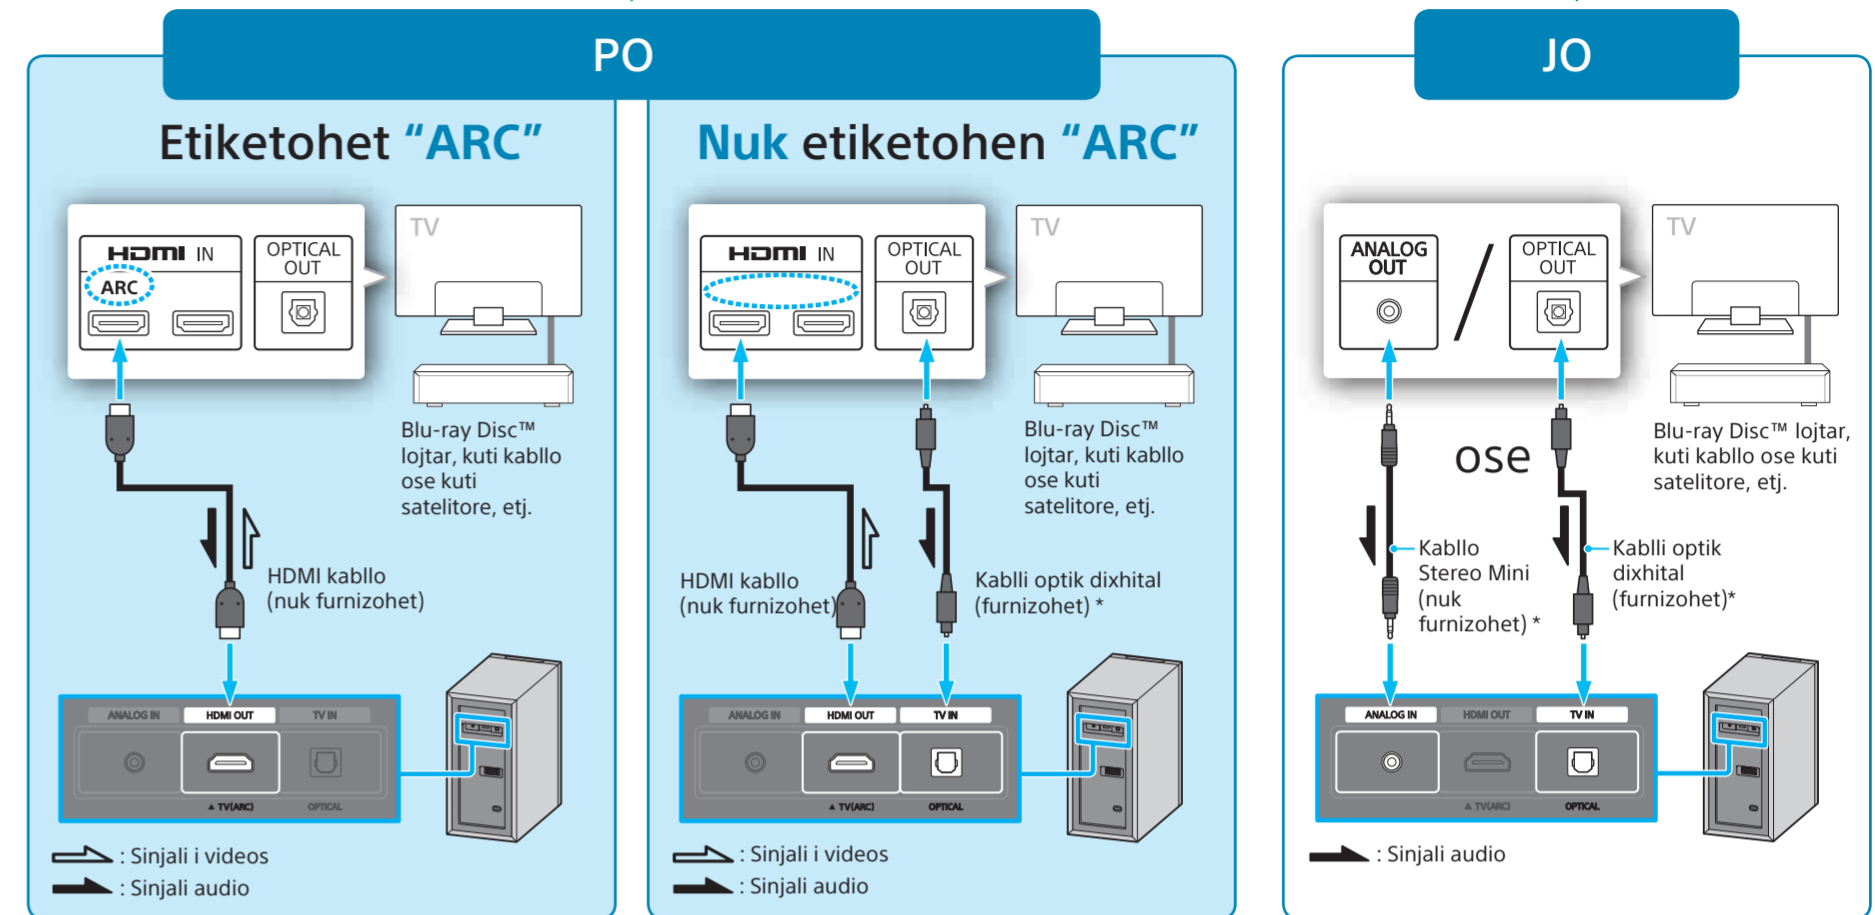 PO
Etiketohet “ARC”
HDMI IN
ARC
OPTICAL
OUT
TV
Blu-ray Disc™
lojtar, kuti kabllo
ose kuti
satelitore, etj.
HDMI kabllo
(nuk furnizohet)
ANALOG IN
HDMI OUT
TV IN
▲ TV(ARC)
OPTICAL
: Sinjali i videos
: Sinjali audio
Nuk etiketohen “ARC”
HDMI IN
OPTICAL
OUT
TV
Blu-ray Disc™
lojtar, kuti kabllo
ose kuti
satelitore, etj.
HDMI kabllo
(nuk furnizohet)
Kablli optik dixhital
(furnizohet) *
ANALOG IN
HDMI OUT
TV IN
▲ TV(ARC)
OPTICAL
: Sinjali i videos
: Sinjali audio
JO
ANALOG
OUT
/
OPTICAL
OUT
TV
Blu-ray Disc™ lojtar,
kuti kabllo ose kuti
satelitore, etj.
ose
Kabllo
Stereo Mini
(nuk
furnizohet) *
Kablli optik
dixhital
(furnizohet)*
ANALOG IN
HDMI OUT
TV IN
▲ TV(ARC)
OPTICAL
: Sinjali audio